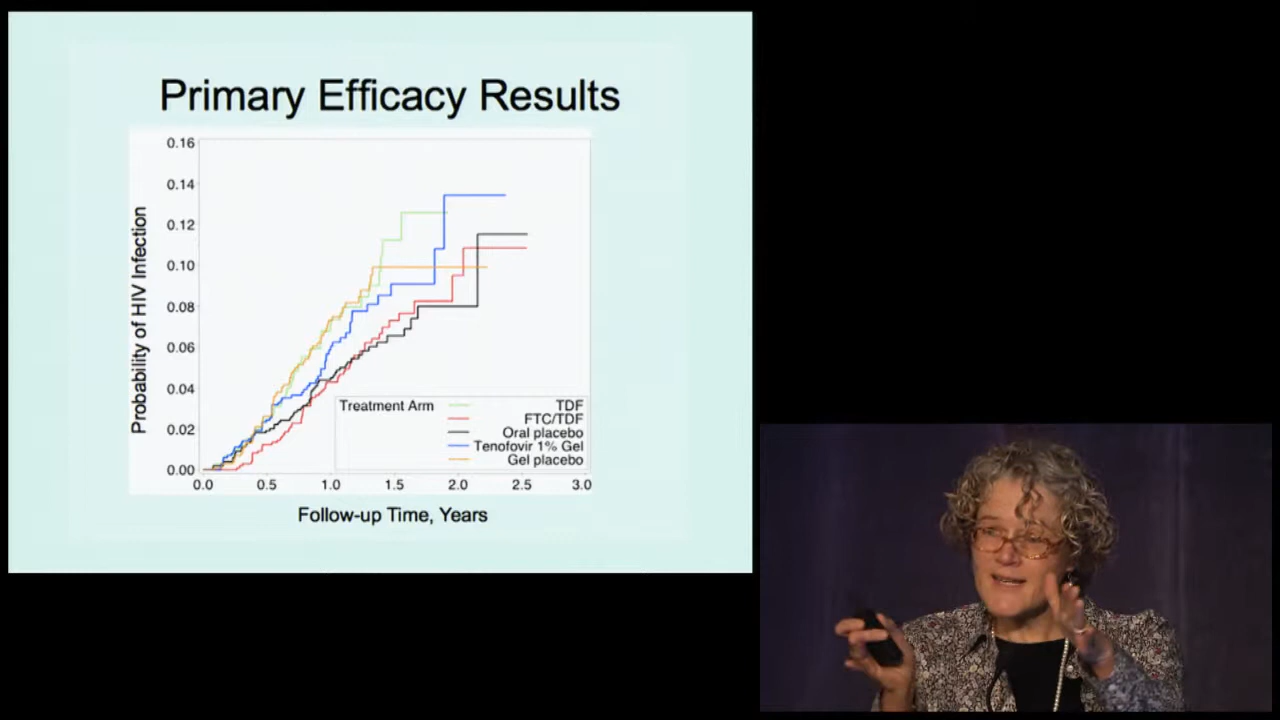 Primary Efficacy Results
Probability of HIV Infection
0.16
0.14
0.12
0.10
0.08
0.06
0.04
0.02
0.00
0.0 0.5 1.0 1.5 2.0 2.5 3.0
Follow-up Time, Years
Treatment Arm TDF
FTC/TDF
Oral placebo
Tenofovir 1% Gel
Gel placebo